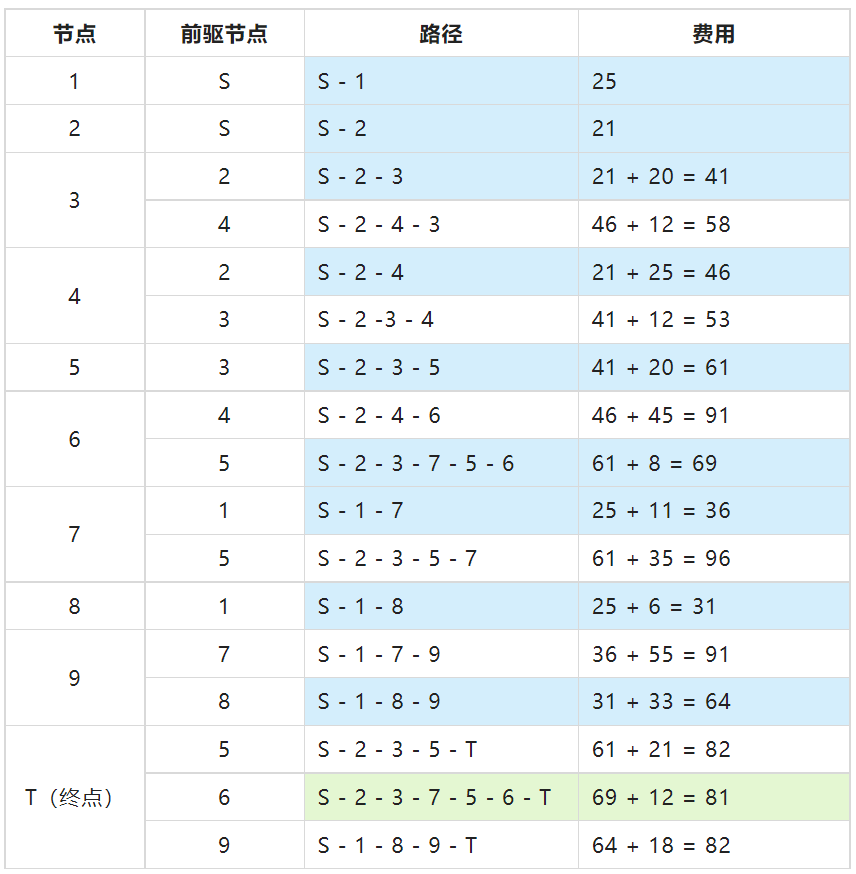 节点 前驱节点 路径 费用
1 S S - 1 25
2 S S - 2 21
3 2 S - 2 - 3 21 + 20 = 41
4 S - 2 - 4 - 3 46 + 12 = 58
4 2 S - 2 - 4 21 + 25 = 46
3 S - 2 -3 - 4 41 + 12 = 53
5 3 S - 2 - 3 - 5 41 + 20 = 61
6 4 S - 2 - 4 - 6 46 + 45 = 91
5 S - 2 - 3 - 7 - 5 - 6 61 + 8 = 69
7 1 S - 1 - 7 25 + 11 = 36
5 S - 2 - 3 - 5 - 7 61 + 35 = 96
8 1 S - 1 - 8 25 + 6 = 31
9 7 S - 1 - 7 - 9 36 + 55 = 91
8 S - 1 - 8 - 9 31 + 33 = 64
T（终点） 5 S - 2 - 3 - 5 - T 61 + 21 = 82
6 S - 2 - 3 - 7 - 5 - 6 - T 69 + 12 = 81
9 S - 1 - 8 - 9 - T 64 + 18 = 82